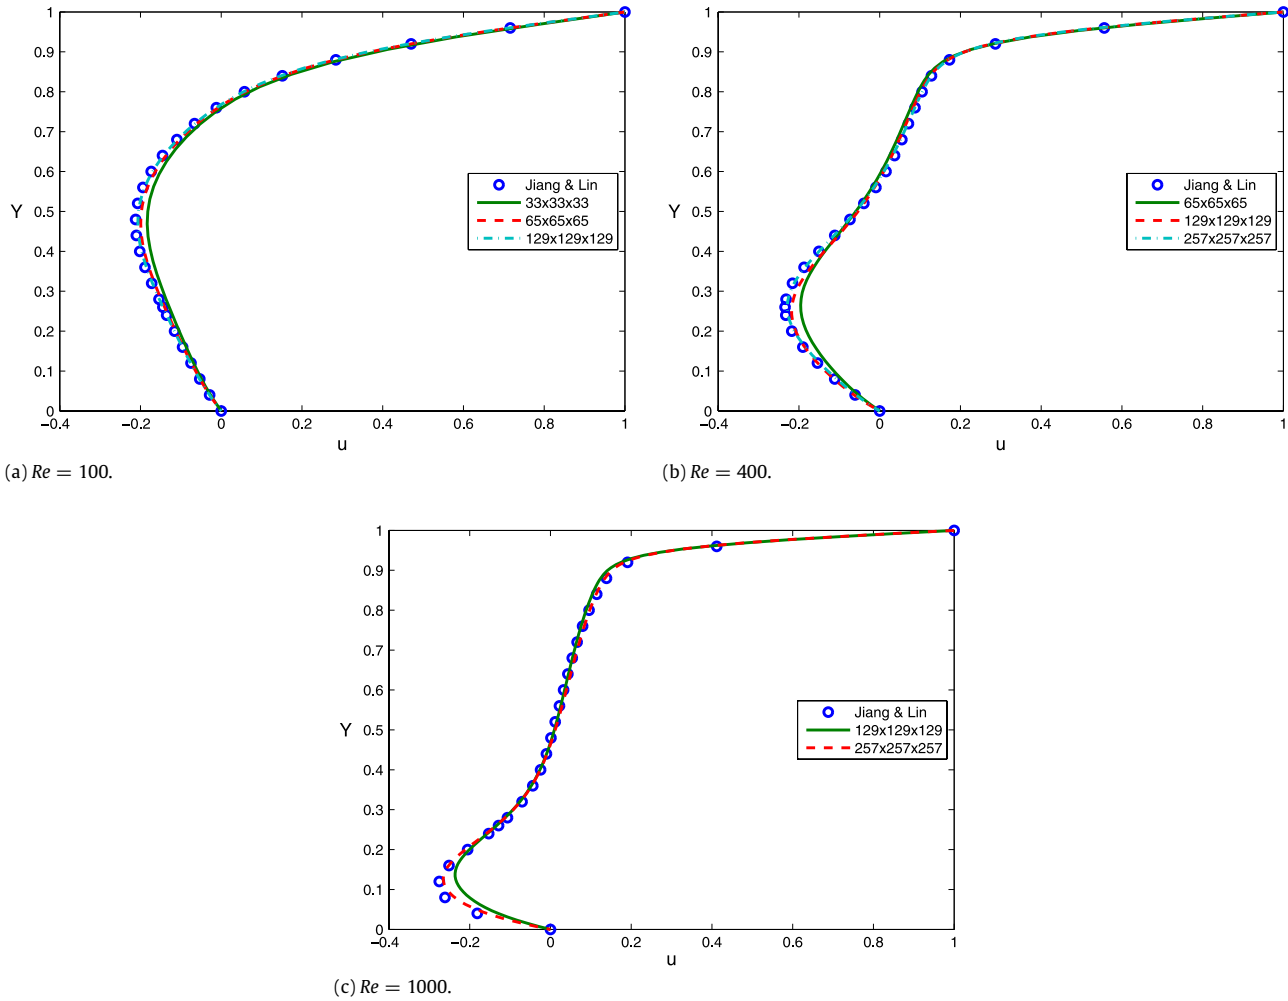 1
0.9
0.8
0.7
0.6
Y 0.5
0.4
0.3
0.2
0.1
0
−0.4 −0.2 0 0.2 0.4 0.6 0.8 1
u
Jiang & Lin
33x33x33
65x65x65
129x129x129
(a) Re = 100.
1
0.9
0.8
0.7
0.6
Y 0.5
0.4
0.3
0.2
0.1
0
−0.4 −0.2 0 0.2 0.4 0.6 0.8 1
u
Jiang & Lin
65x65x65
129x129x129
257x257x257
(b) Re = 400.
1
0.9
0.8
0.7
0.6
Y 0.5
0.4
0.3
0.2
0.1
0
−0.4 −0.2 0 0.2 0.4 0.6 0.8 1
u
Jiang & Lin
129x129x129
257x257x257
(c) Re = 1000.